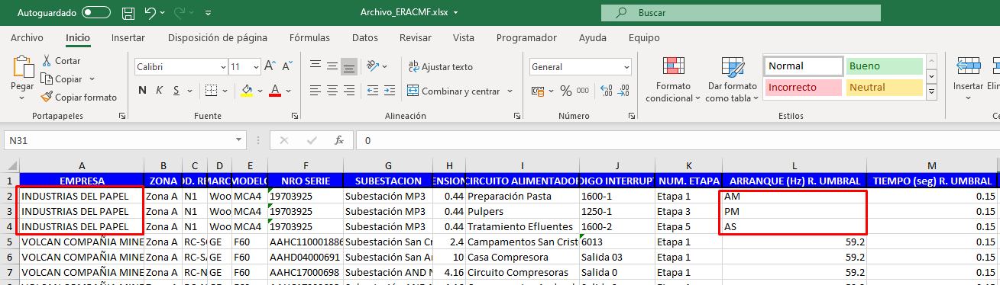 Autoguardado Archivo_ERACMF.xlsx Buscar
Archivo Inicio Insertar Disposición de página Fórmulas Datos Revisar Vista Programador Ayuda Equipo
Pegar Cortar Copiar Copiar formato
Portapapeles
Calibri 11
N K S
Fuente
Ajustar texto
Combinar y centrar
Alineación
General
% 000
Número
Formato condicional
Dar formato como tabla
Normal Bueno
Incorrecto Neutral
Estilos
Insertar
N31 fx 0
A B C D E F G H I J K L M
1 EMPRESA ZONA OD. RE MARC MODELO NRO SERIE SUBESTACION ENSION CIRCUITO ALIMENTADOR DIGO INTERRUPT NUM. ETAPA ARRANQUE (Hz) R. UMBRAL TIEMPO (seg) R. UMBRAL
2 INDUSTRIAS DEL PAPEL Zona A N1 Woo MCA4 19703925 Subestación MP3 0.44 Preparación Pasta 1600-1 Etapa 1 AM 0.15
3 INDUSTRIAS DEL PAPEL Zona A N1 Woo MCA4 19703925 Subestación MP3 0.44 Pulpers 1250-1 Etapa 3 PM 0.15
4 INDUSTRIAS DEL PAPEL Zona A N1 Woo MCA4 19703925 Subestación MP3 0.44 Tratamiento Efluentes 1600-2 Etapa 5 AS 0.15
5 VOLCAN COMPAÑIA MINE Zona A RC-SC GE F60 AAHC110001886 Subestación San Cr 2.4 Campamentos San Crist 6013 Etapa 1 59.2 0.15
6 VOLCAN COMPAÑIA MINE Zona A RC-SA GE F60 AAHD04000691 Subestación San An 10 Casa Compresora Salida 03 Etapa 1 59.2 0.15
7 VOLCAN COMPAÑIA MINE Zona A RC-N GE F60 AAHC17000698 Subestación AND N 4.16 Circuito Compresoras Salida 0 Etapa 1 59.2 0.15